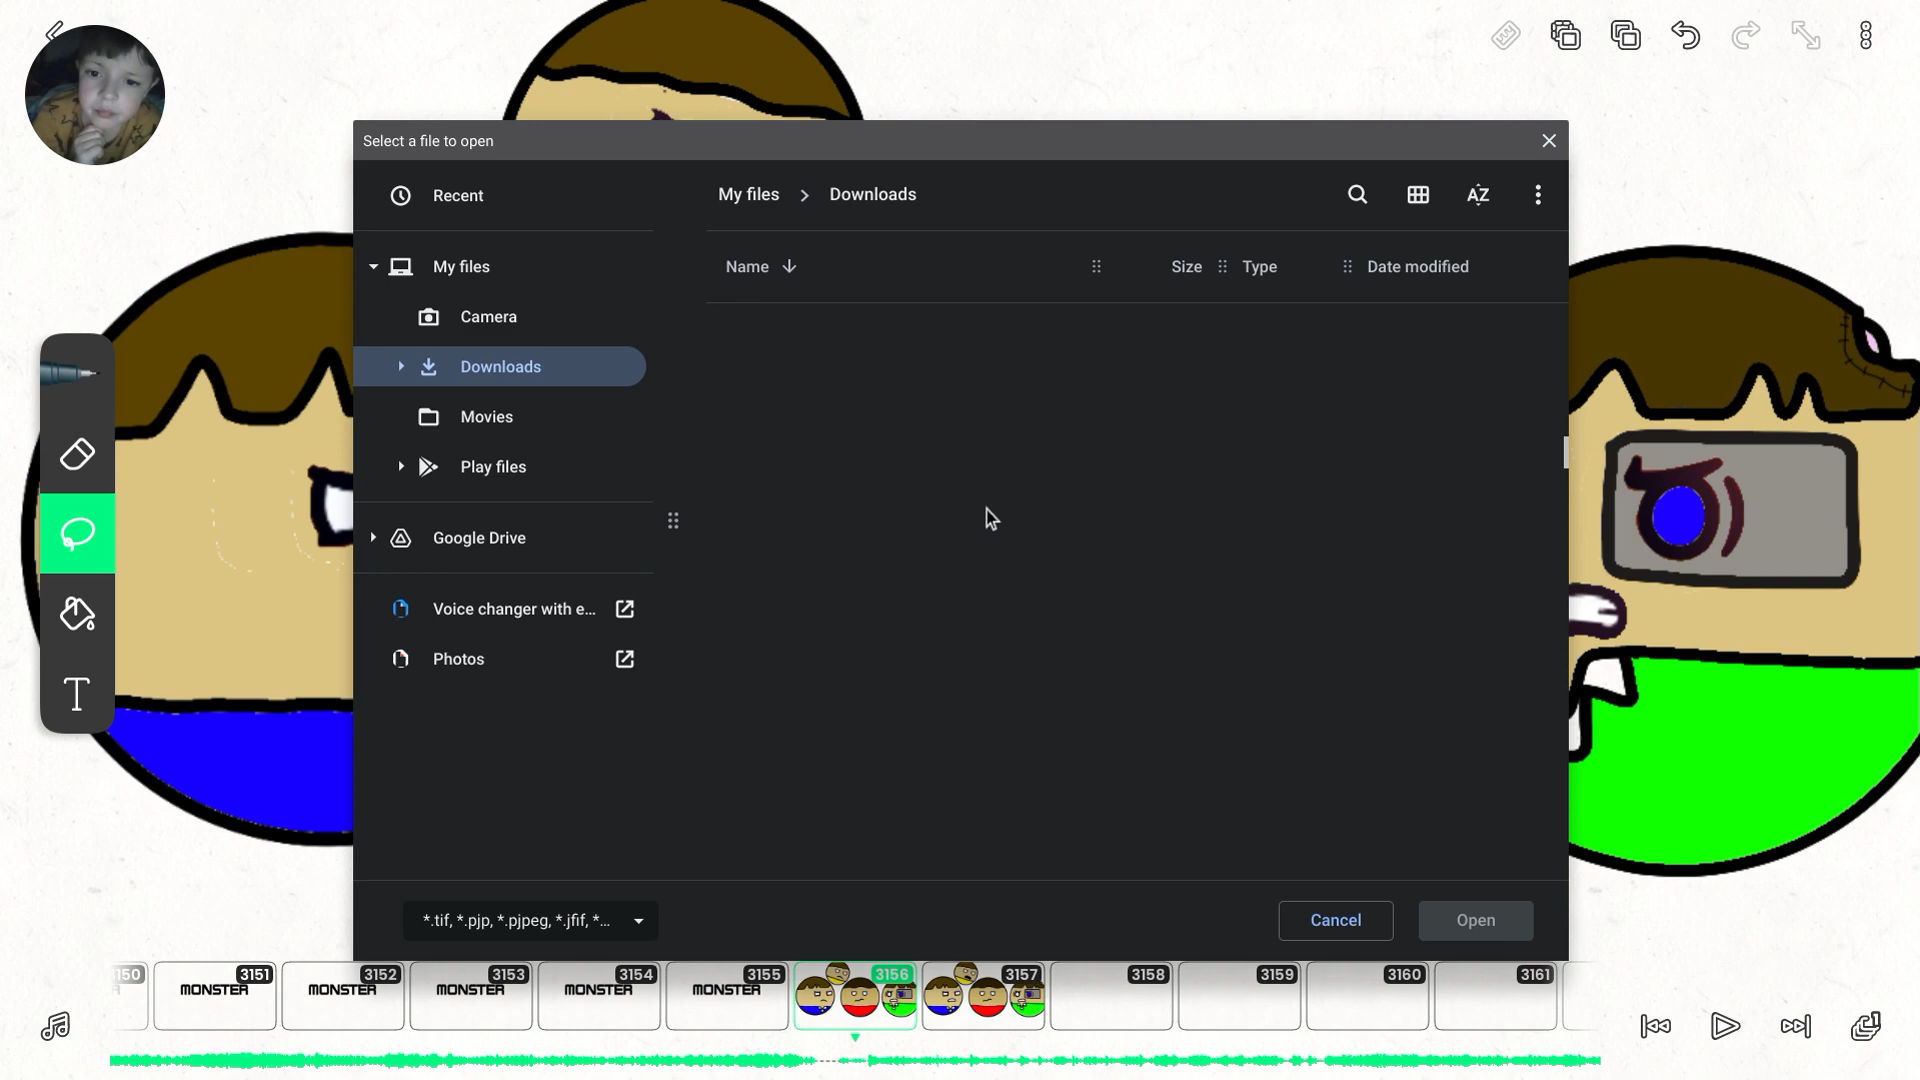 Select a file to open
Recent
My files > Downloads
My files
Name
Size
Type
Date modified
Camera
Downloads
Movies
Play files
Google Drive
Voice changer with e...
Photos
*.tif, *.pjp, *.pjpeg, *.jfif, *...
Cancel
Open
T
150 3151 3152 3153 3154 3155 3156 3157 3158 3159 3160 3161
MONSTER MONSTER MONSTER MONSTER MONSTER